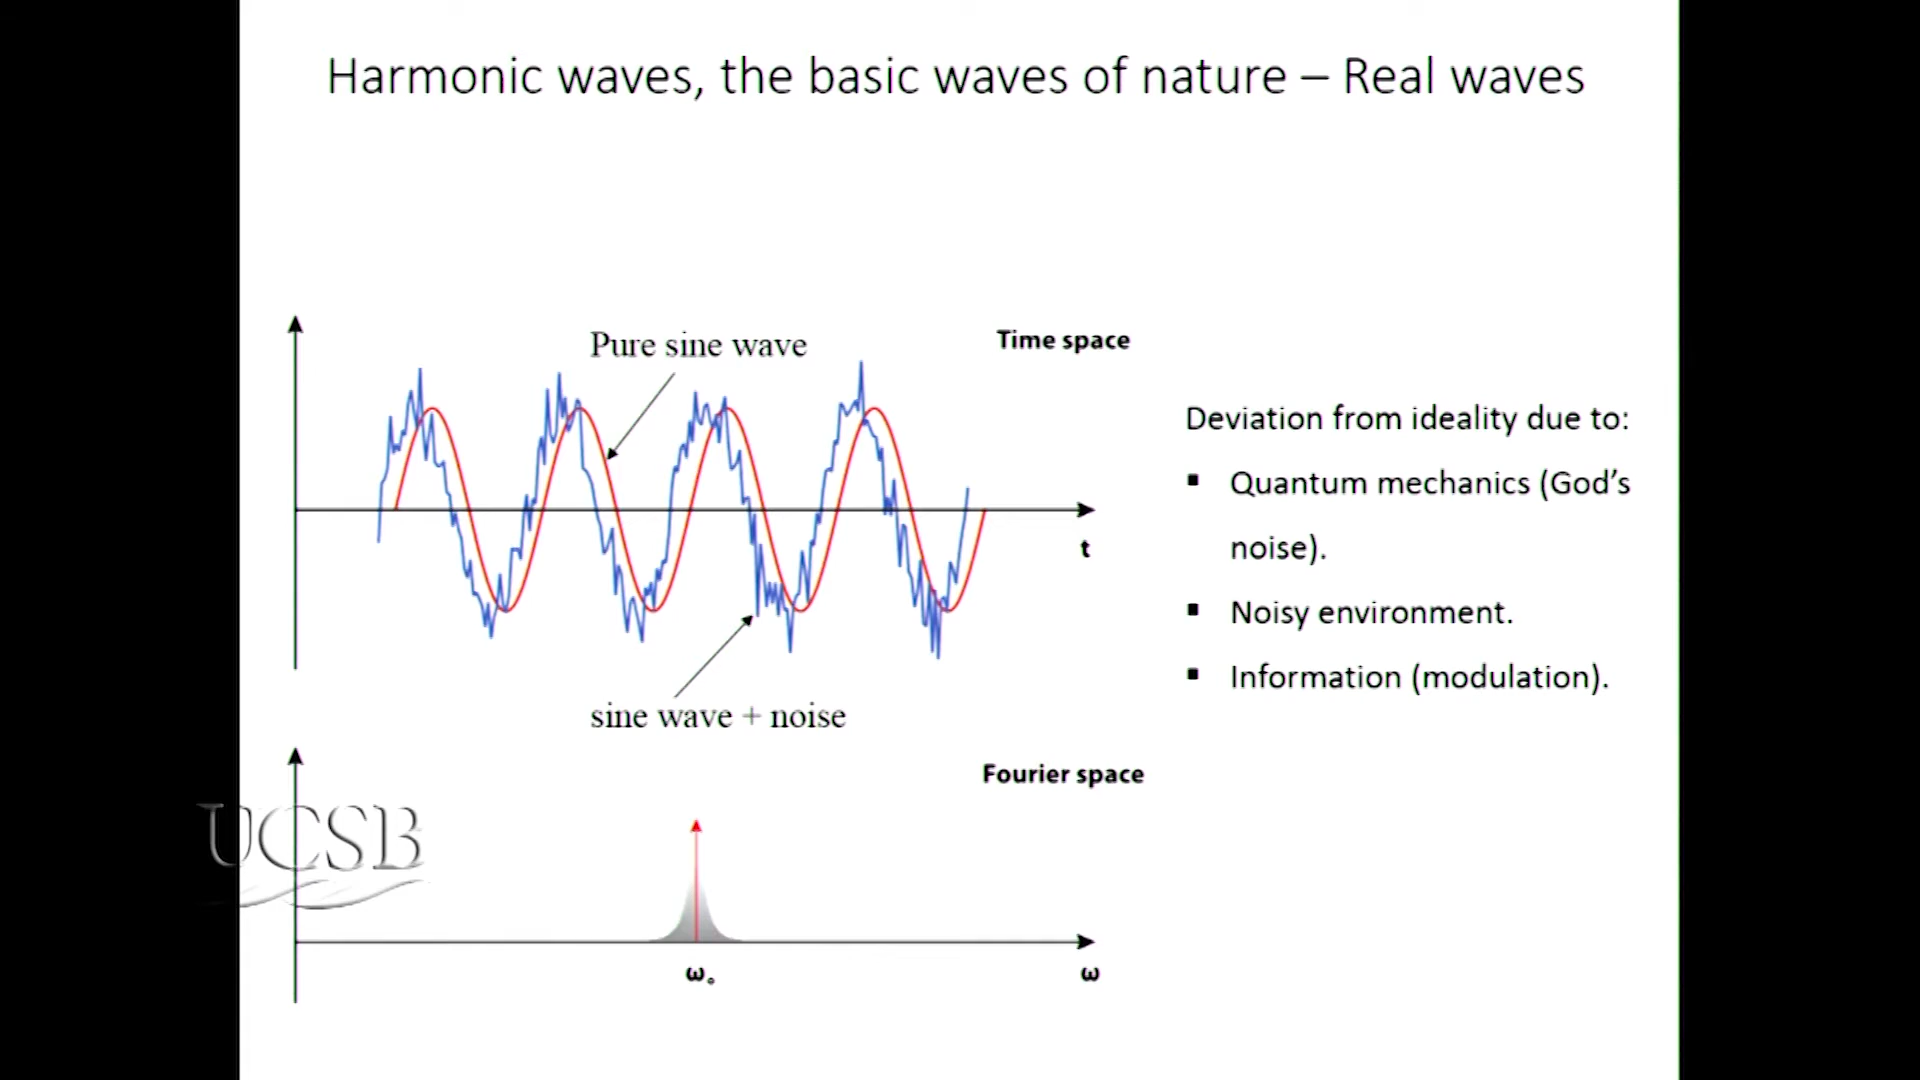 Harmonic waves, the basic waves of nature – Real waves
Pure sine wave
Time space
t
sine wave + noise
Deviation from ideality due to:
▪ Quantum mechanics (God’s
noise).
▪ Noisy environment.
▪ Information (modulation).
Fourier space
UCSB
ω∘
ω